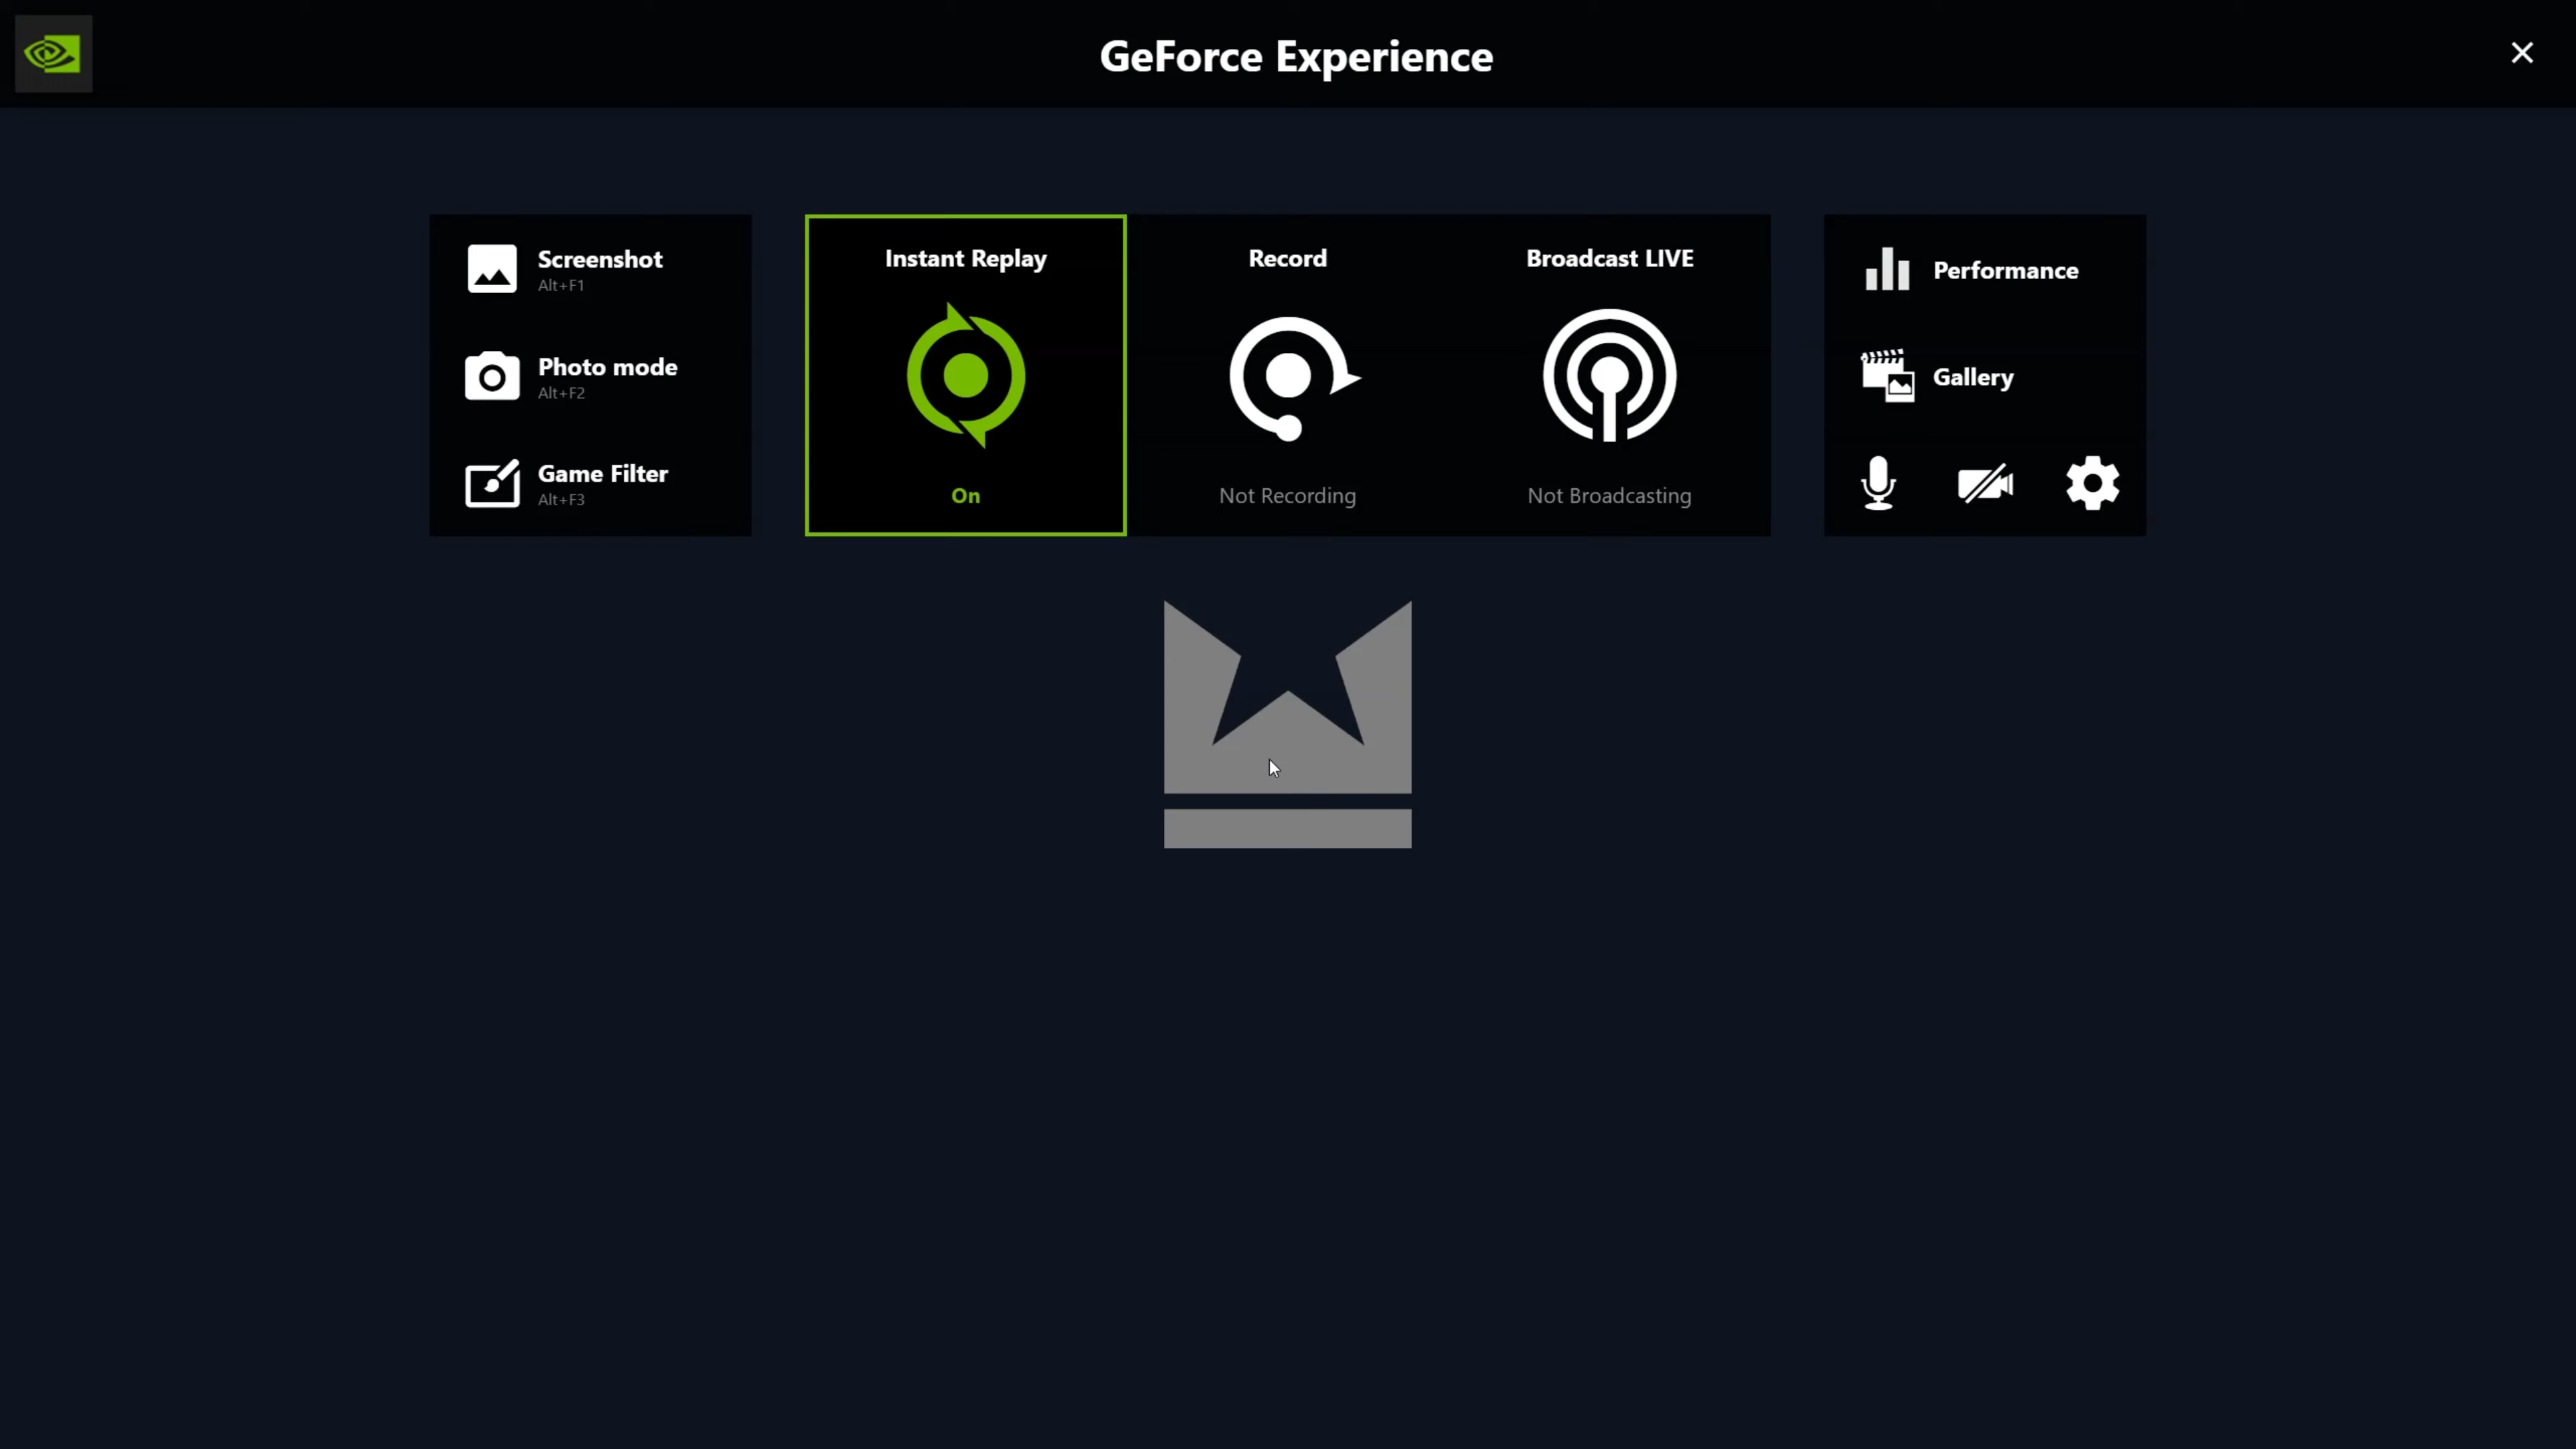 GeForce Experience
Screenshot
Alt+F1
Photo mode
Alt+F2
Game Filter
Alt+F3
Instant Replay
On
Record
Not Recording
Broadcast LIVE
Not Broadcasting
Performance
Gallery